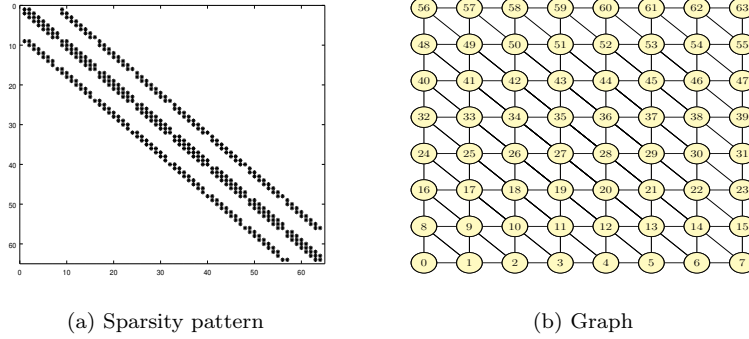 0
10
20
30
40
50
60
0 10 20 30 40 50 60
56 57 58 59 60 61 62 63
48 49 50 51 52 53 54 55
40 41 42 43 44 45 46 47
32 33 34 35 36 37 38 39
24 25 26 27 28 29 30 31
16 17 18 19 20 21 22 23
8 9 10 11 12 13 14 15
0 1 2 3 4 5 6 7
(a) Sparsity pattern
(b) Graph